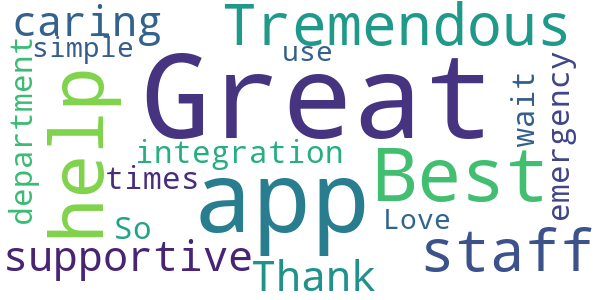 caring
Tremendous
simple
use
Great
department
help
wait
emergency
integration
times
app
Best
So
Love
supportive
staff
Thank